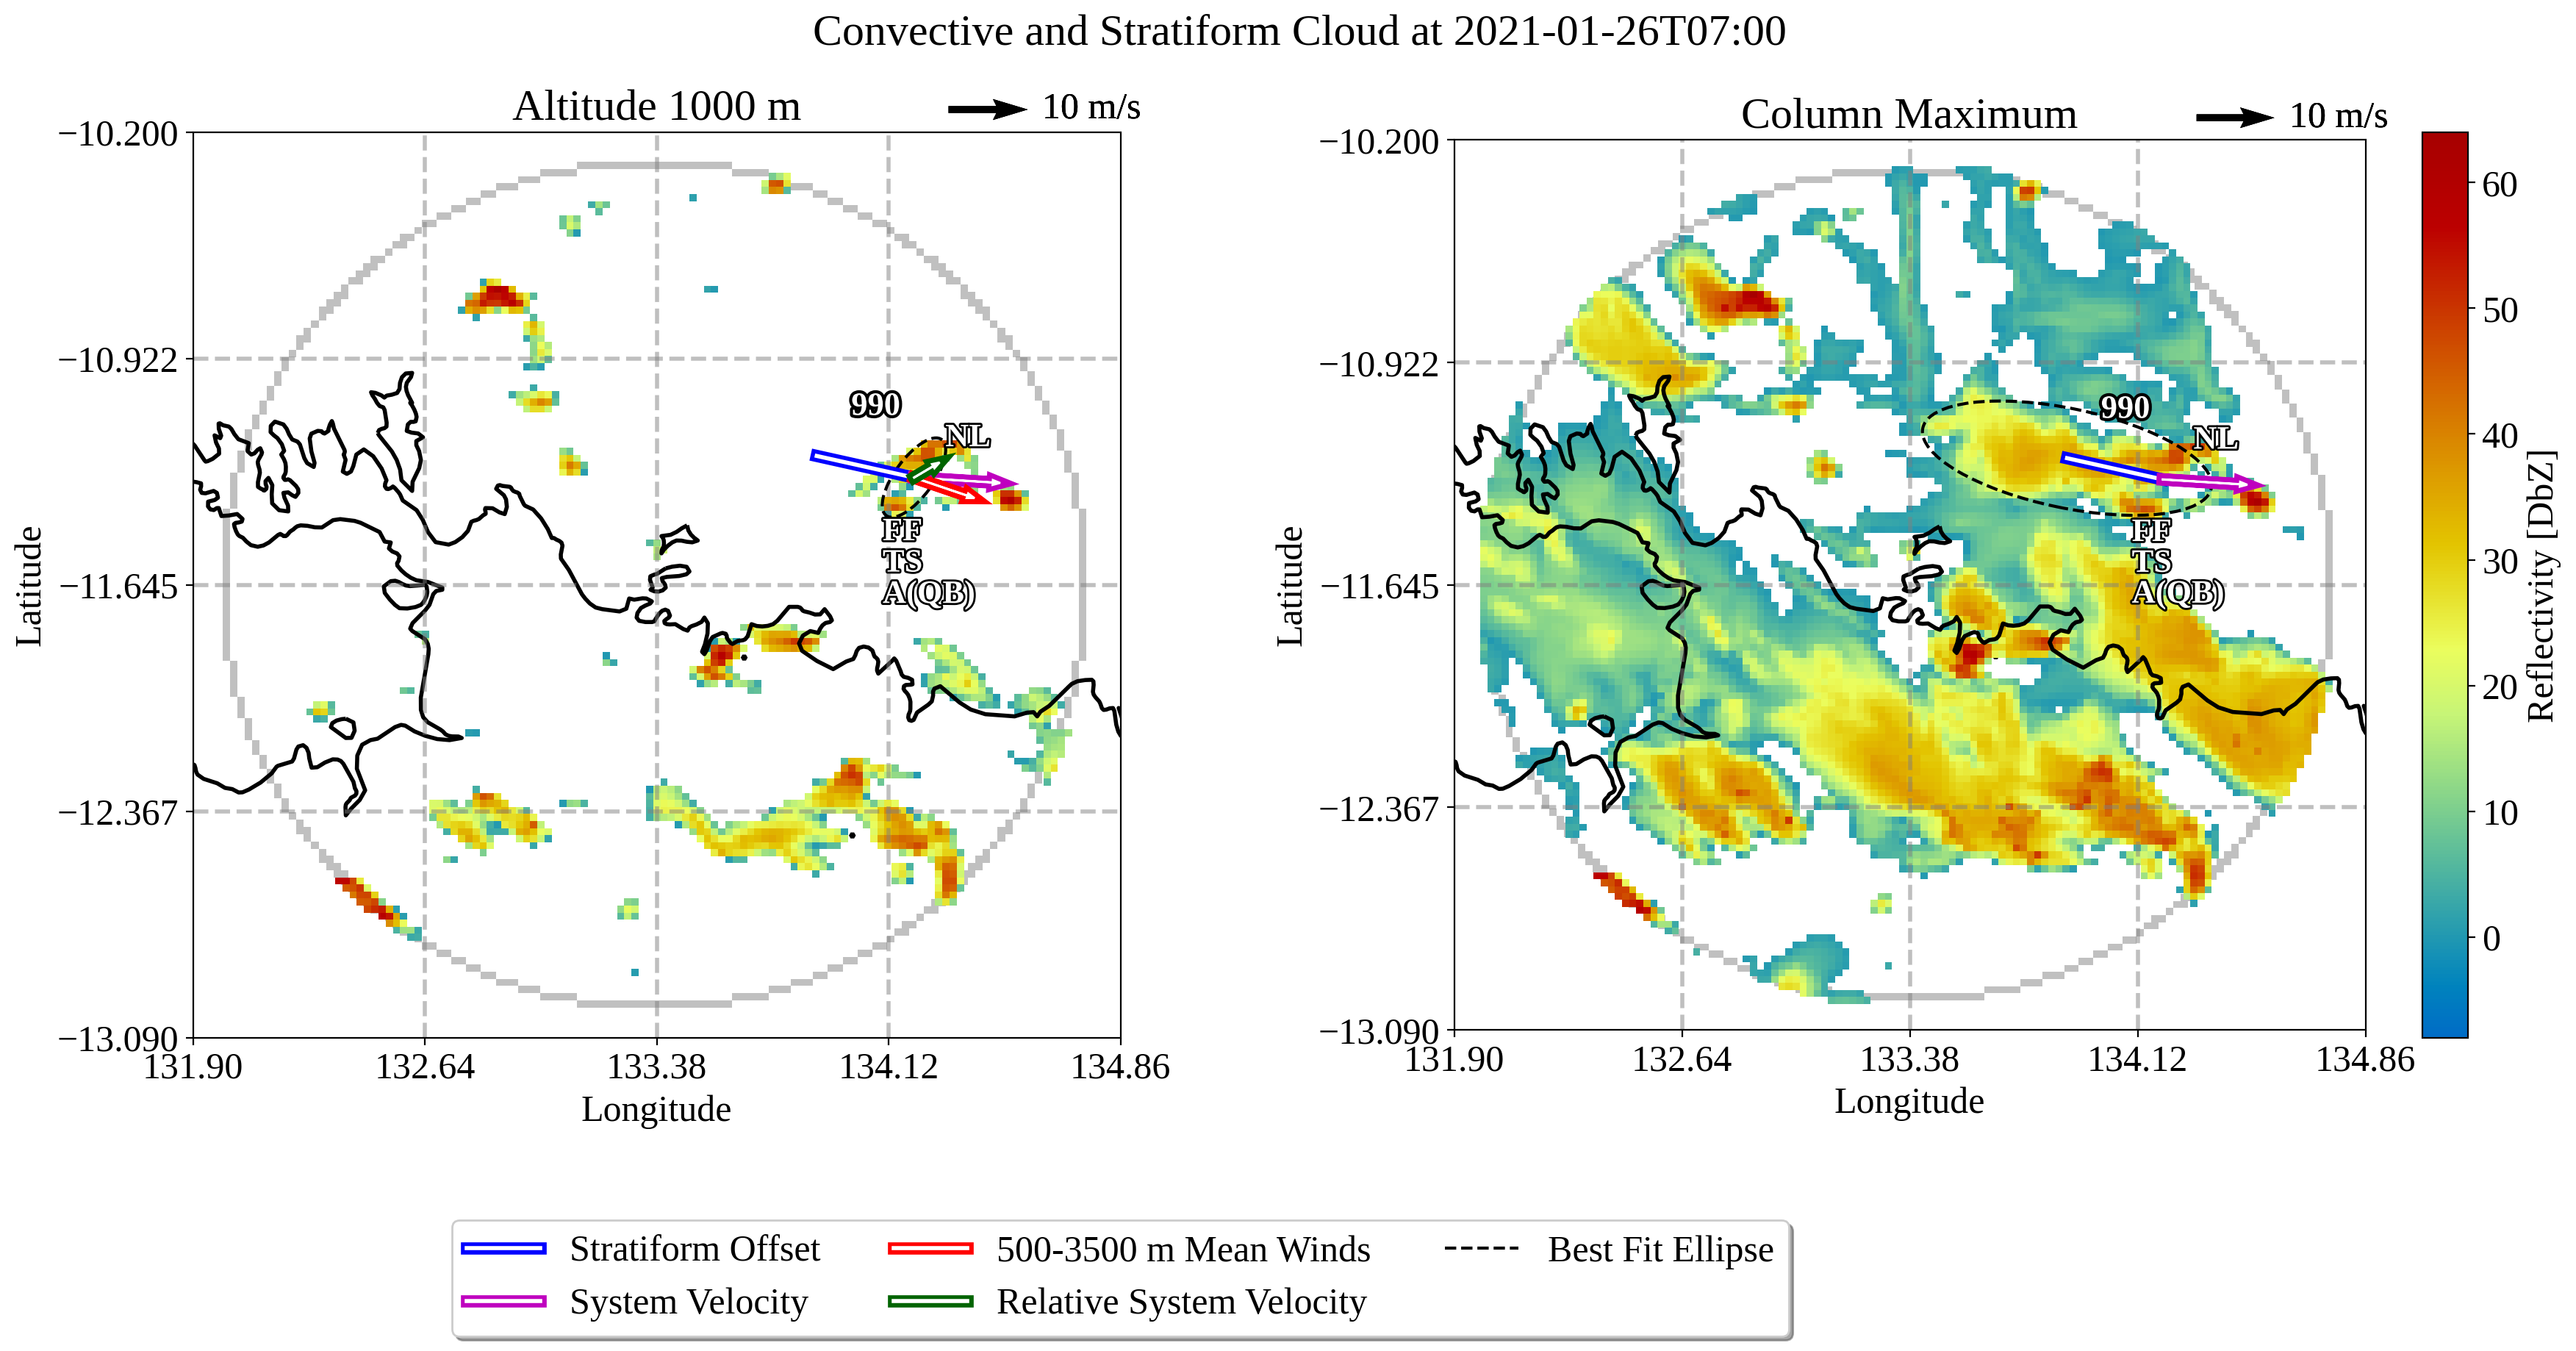 Convective and Stratiform Cloud at 2021-01-26T07:00
Altitude 1000 m
10 m/s
−10.200
−10.922
−11.645
−12.367
−13.090
Latitude
131.90
132.64
133.38
134.12
134.86
Longitude
990
NL
FF
TS
A(QB)
Column Maximum
10 m/s
−10.200
−10.922
−11.645
−12.367
−13.090
Latitude
131.90
132.64
133.38
134.12
134.86
Longitude
990
NL
FF
TS
A(QB)
60
50
40
30
20
10
0
Reflectivity [DbZ]
Stratiform Offset
System Velocity
500-3500 m Mean Winds
Relative System Velocity
Best Fit Ellipse